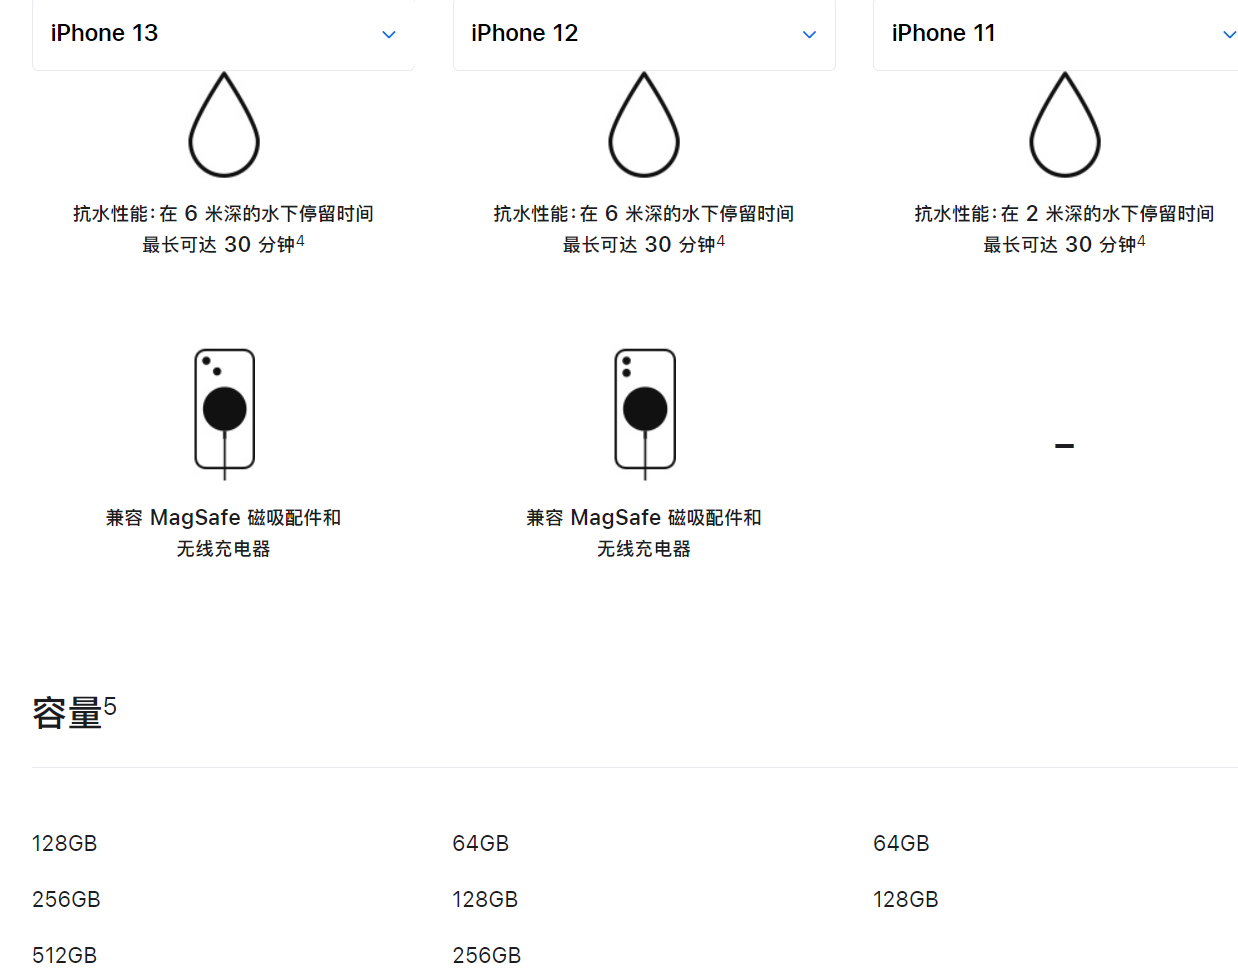 iPhone 13
iPhone 12
iPhone 11
抗水性能：在 6 米深的水下停留时间
最长可达 30 分钟4
抗水性能：在 6 米深的水下停留时间
最长可达 30 分钟4
抗水性能：在 2 米深的水下停留时间
最长可达 30 分钟4
兼容 MagSafe 磁吸配件和
无线充电器
兼容 MagSafe 磁吸配件和
无线充电器
–
容量5
128GB
64GB
64GB
256GB
128GB
128GB
512GB
256GB